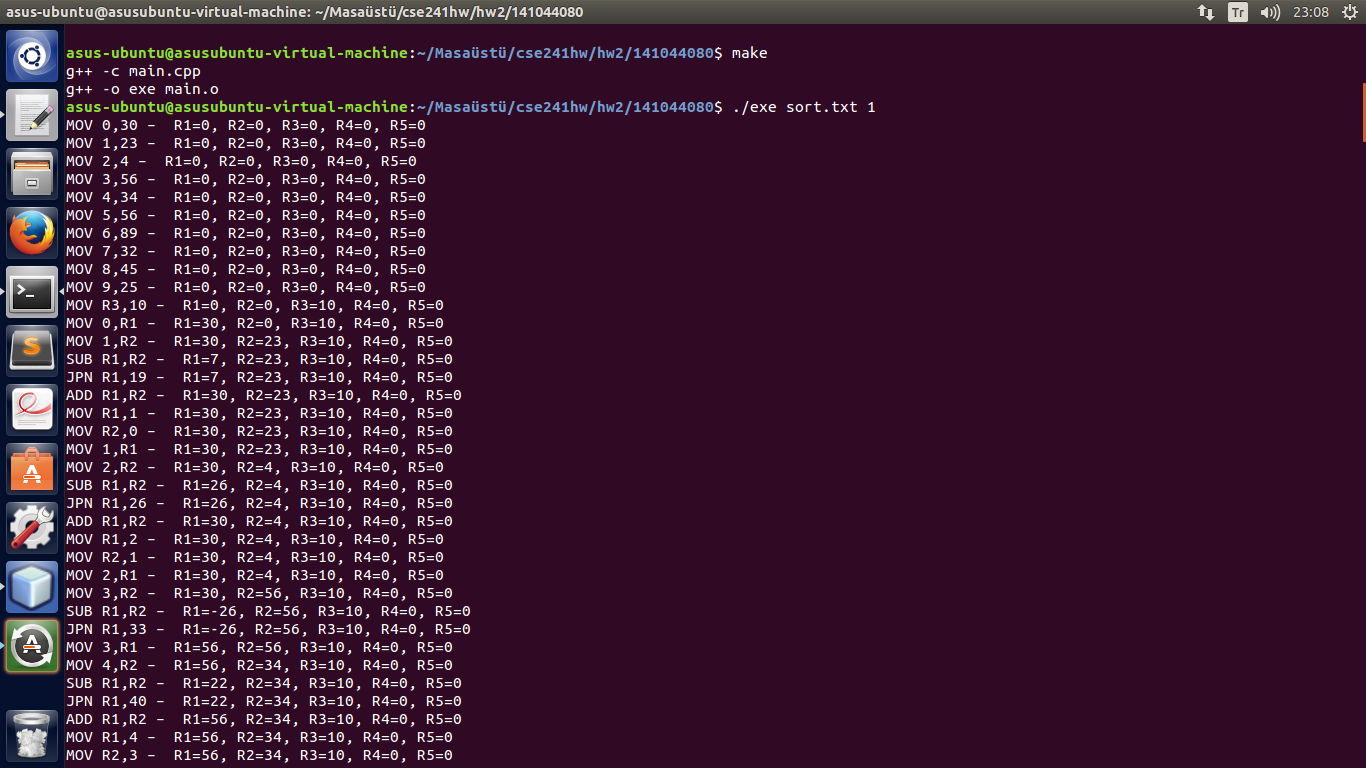 asus-ubuntu@asusubuntu-virtual-machine: ~/Masaüstü/cse241hw/hw2/141044080
Tr
23:08
asus-ubuntu@asusubuntu-virtual-machine:~/Masaüstü/cse241hw/hw2/141044080$ make
g++ -c main.cpp
g++ -o exe main.o
asus-ubuntu@asusubuntu-virtual-machine:~/Masaüstü/cse241hw/hw2/141044080$ ./exe sort.txt 1
MOV 0,30 –  R1=0, R2=0, R3=0, R4=0, R5=0
MOV 1,23 –  R1=0, R2=0, R3=0, R4=0, R5=0
MOV 2,4 –  R1=0, R2=0, R3=0, R4=0, R5=0
MOV 3,56 –  R1=0, R2=0, R3=0, R4=0, R5=0
MOV 4,34 –  R1=0, R2=0, R3=0, R4=0, R5=0
MOV 5,56 –  R1=0, R2=0, R3=0, R4=0, R5=0
MOV 6,89 –  R1=0, R2=0, R3=0, R4=0, R5=0
MOV 7,32 –  R1=0, R2=0, R3=0, R4=0, R5=0
MOV 8,45 –  R1=0, R2=0, R3=0, R4=0, R5=0
MOV 9,25 –  R1=0, R2=0, R3=0, R4=0, R5=0
MOV R3,10 –  R1=0, R2=0, R3=10, R4=0, R5=0
MOV 0,R1 –  R1=30, R2=0, R3=10, R4=0, R5=0
MOV 1,R2 –  R1=30, R2=23, R3=10, R4=0, R5=0
SUB R1,R2 –  R1=7, R2=23, R3=10, R4=0, R5=0
JPN R1,19 –  R1=7, R2=23, R3=10, R4=0, R5=0
ADD R1,R2 –  R1=30, R2=23, R3=10, R4=0, R5=0
MOV R1,1 –  R1=30, R2=23, R3=10, R4=0, R5=0
MOV R2,0 –  R1=30, R2=23, R3=10, R4=0, R5=0
MOV 1,R1 –  R1=30, R2=23, R3=10, R4=0, R5=0
MOV 2,R2 –  R1=30, R2=4, R3=10, R4=0, R5=0
SUB R1,R2 –  R1=26, R2=4, R3=10, R4=0, R5=0
JPN R1,26 –  R1=26, R2=4, R3=10, R4=0, R5=0
ADD R1,R2 –  R1=30, R2=4, R3=10, R4=0, R5=0
MOV R1,2 –  R1=30, R2=4, R3=10, R4=0, R5=0
MOV R2,1 –  R1=30, R2=4, R3=10, R4=0, R5=0
MOV 2,R1 –  R1=30, R2=4, R3=10, R4=0, R5=0
MOV 3,R2 –  R1=30, R2=56, R3=10, R4=0, R5=0
SUB R1,R2 –  R1=-26, R2=56, R3=10, R4=0, R5=0
JPN R1,33 –  R1=-26, R2=56, R3=10, R4=0, R5=0
MOV 3,R1 –  R1=56, R2=56, R3=10, R4=0, R5=0
MOV 4,R2 –  R1=56, R2=34, R3=10, R4=0, R5=0
SUB R1,R2 –  R1=22, R2=34, R3=10, R4=0, R5=0
JPN R1,40 –  R1=22, R2=34, R3=10, R4=0, R5=0
ADD R1,R2 –  R1=56, R2=34, R3=10, R4=0, R5=0
MOV R1,4 –  R1=56, R2=34, R3=10, R4=0, R5=0
MOV R2,3 –  R1=56, R2=34, R3=10, R4=0, R5=0